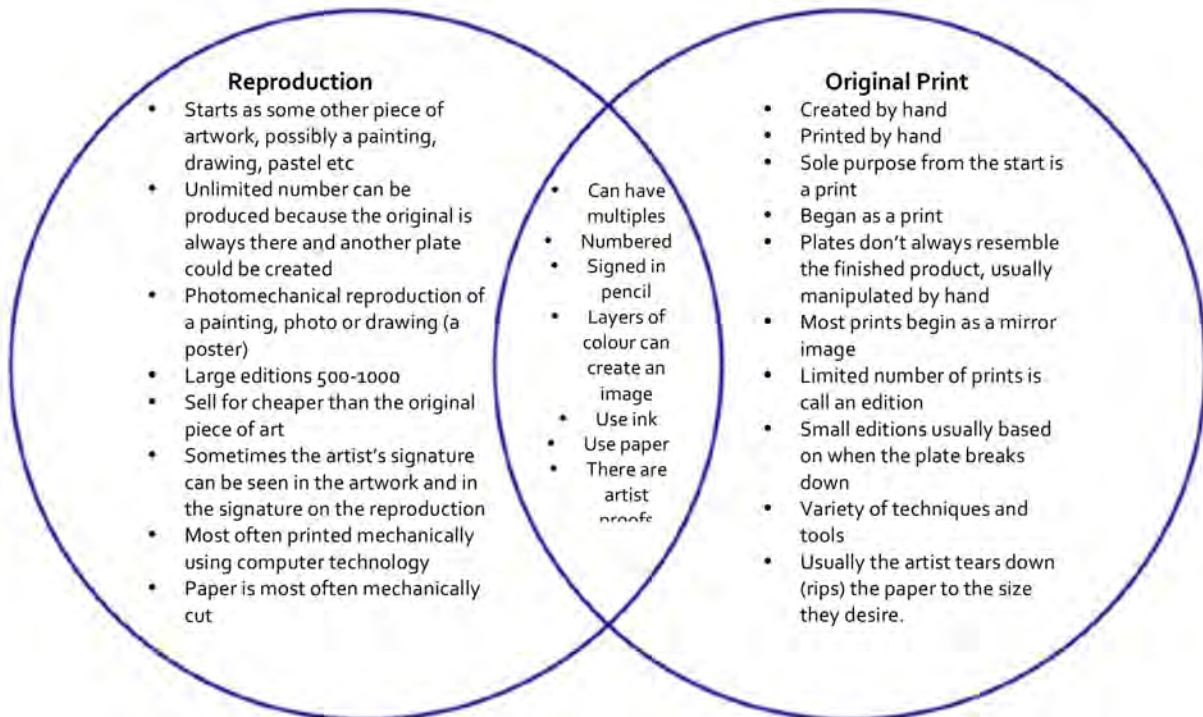 Reproduction
• Starts as some other piece of
artwork, possibly a painting,
drawing, pastel etc
• Unlimited number can be
produced because the original is
always there and another plate
could be created
• Photomechanical reproduction of
a painting, photo or drawing (a
poster)
• Large editions 500-1000
• Sell for cheaper than the original
piece of art
• Sometimes the artist's signature
can be seen in the artwork and in
the signature on the reproduction
• Most often printed mechanically
using computer technology
• Paper is most often mechanically
cut
• Can have
multiples
• Numbered
• Signed in
pencil
• Layers of
colour can
create an
image
• Use ink
• Use paper
• There are
artist
proofs
Original Print
• Created by hand
• Printed by hand
• Sole purpose from the start is
a print
• Began as a print
• Plates don't always resemble
the finished product, usually
manipulated by hand
• Most prints begin as a mirror
image
• Limited number of prints is
call an edition
• Small editions usually based
on when the plate breaks
down
• Variety of techniques and
tools
• Usually the artist tears down
(rips) the paper to the size
they desire.